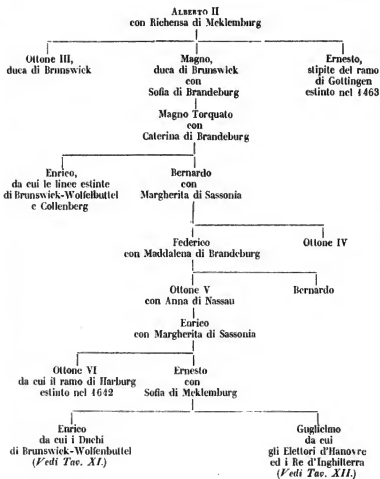 ALBERTO II
con Richensa di Meklemburg
Ottone III,
duca di Brunswick
Magno,
duca di Brunswick
con
Sofia di Brandeburg
Ernesto,
stipite del ramo
di Gottingen
estinto nel 1463
Magno Torquato
con
Caterina di Brandeburg
Enrico,
da cui le linee estinte
di Brunswick-Wolfelbuttel
e Collenberg
Bernardo
con
Margherita di Sassonia
Federico
con Maddalena di Brandeburg
Ottone IV
Ottone V
con Anna di Nassau
Bernardo
Enrico
con Margherita di Sassonia
Ottone VI
da cui il ramo di Harburg
estinto nel 1642
Ernesto
con
Sofia di Meklemburg
Enrico
da cui i Duchi
di Brunswick-Wolfenbuttel
(Vedi Tav. XI.)
Guglielmo
da cui
gli Elettori d'Hanovre
ed i Re d'Inghilterra
(Vedi Tav. XII.)